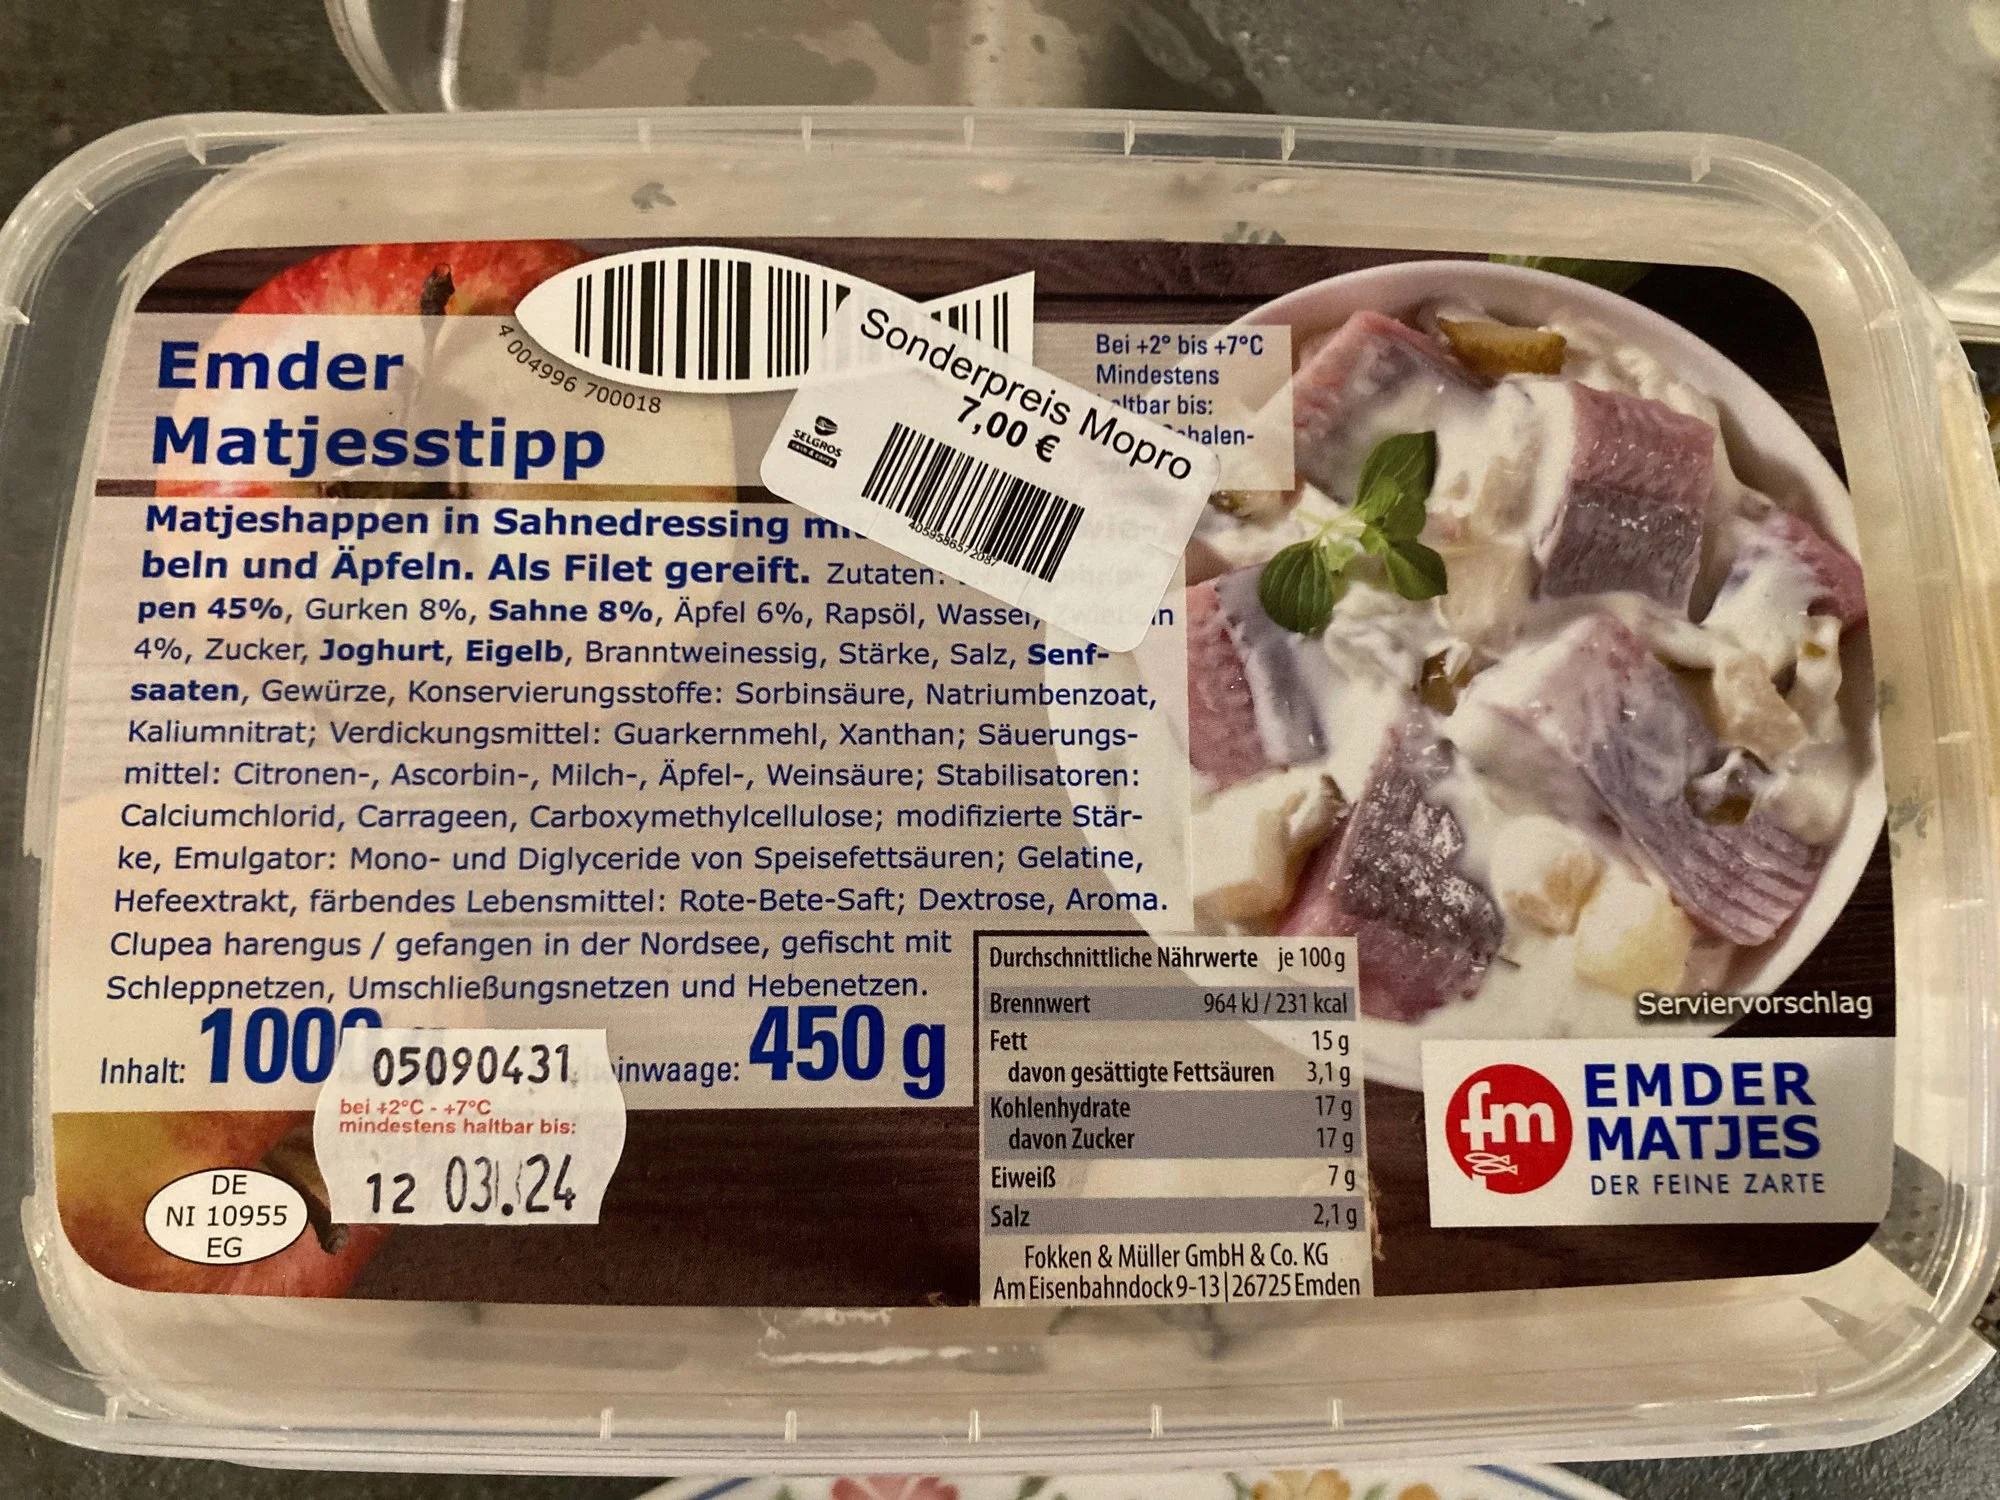 4 004996 700018
Sonderpreis Mopro
7,00 €
SELGROS
cash & carry
Bei +2° bis +7°C
Mindestens
bis:
Emder
Matjesstipp
Matjeshappen in Sahnedressing
beln und Äpfeln. Als Filet gereift. Zutaten:
pen 45%, Gurken 8%, Sahne 8%, Äpfel 6%, Rapsöl, Wasser,
4%, Zucker, Joghurt, Eigelb, Branntweinessig, Stärke, Salz, Senf-
saaten, Gewürze, Konservierungsstoffe: Sorbinsäure, Natriumbenzoat,
Kaliumnitrat; Verdickungsmittel: Guarkernmehl, Xanthan; Säuerungs-
mittel: Citronen-, Ascorbin-, Milch-, Äpfel-, Weinsäure; Stabilisatoren:
Calciumchlorid, Carrageen, Carboxymethylcellulose; modifizierte Stär-
ke, Emulgator: Mono- und Diglyceride von Speisefettsäuren; Gelatine,
Hefeextrakt, färbendes Lebensmittel: Rote-Bete-Saft; Dextrose, Aroma.
Clupea harengus / gefangen in der Nordsee, gefischt mit
Schleppnetzen, Umschließungsnetzen und Hebenetzen.
Inhalt: 450 g
05090431
bei +2°C - +7°C
mindestens haltbar bis:
12 03.24
DE
NI 10955
EG
Durchschnittliche Nährwerte je 100 g
Brennwert 964 kJ / 231 kcal
Fett 15 g
davon gesättigte Fettsäuren 3,1 g
Kohlenhydrate 17 g
davon Zucker 17 g
Eiweiß 7 g
Salz 2,1 g
Fokken & Müller GmbH & Co. KG
Am Eisenbahndock 9-13 | 26725 Emden
Serviervorschlag
fm
EMDER
MATJES
DER FEINE ZARTE